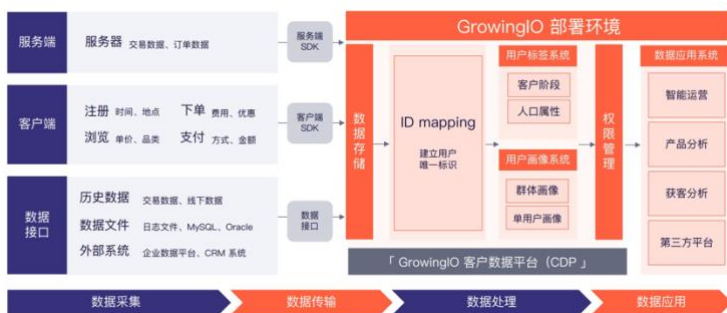 GrowingIO 部署环境
服务端
服务器 交易数据、订单数据
服务端
SDK
客户端
注册 时间、地点 下单 费用、优惠
浏览 单价、品类 支付 方式、金额
客户端
SDK
数据
接口
历史数据 交易数据、线下数据
数据文件 日志文件、MySQL、Oracle
外部系统 企业数据平台、CRM 系统
数据
接口
数据存储
ID mapping
建立用户
唯一标识
用户标签系统
客户阶段
人口属性
用户画像系统
群体画像
单用户画像
权限管理
数据应用系统
智能运营
产品分析
获客分析
第三方平台
「 GrowingIO 客户数据平台（CDP 」
数据采集
数据传输
数据处理
数据应用